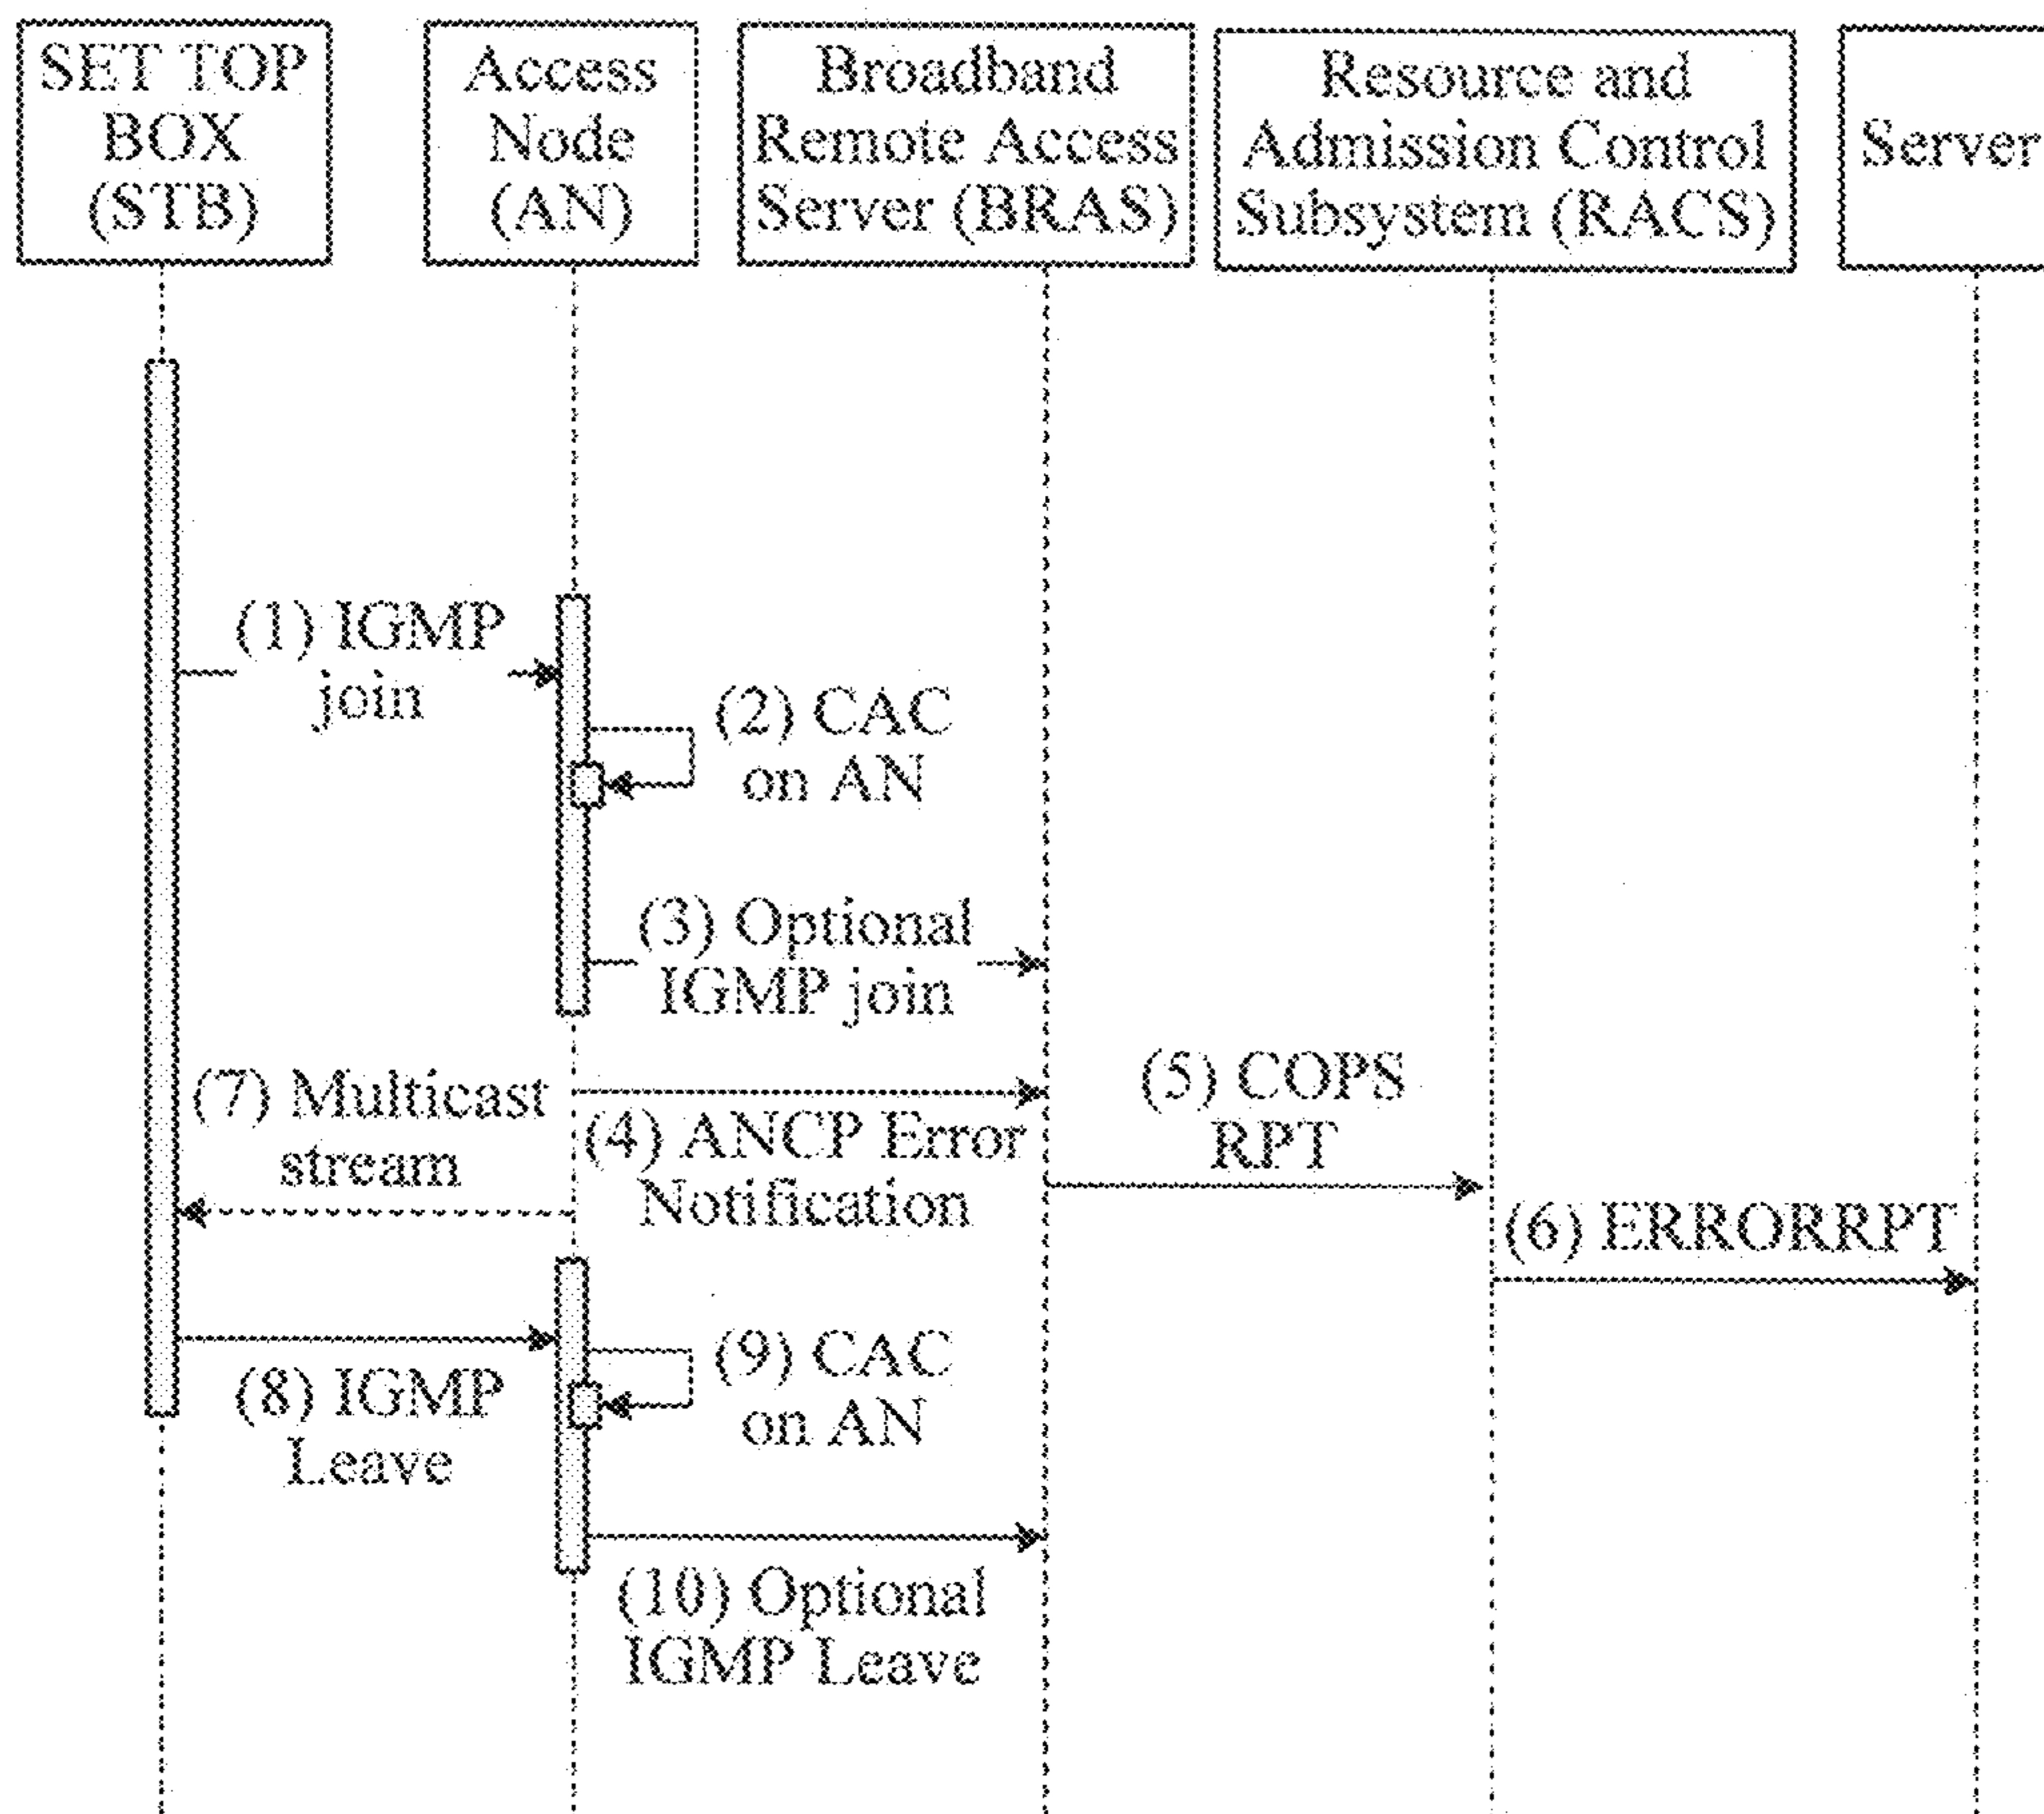 SET TOP
BOX
(STB)
Access
Node
(AN)
Broadband
Remote Access
Server (BRAS)
Resource and
Admission Control
Subsystem (RACS)
Server
(1) IGMP
join
(2) CAC
on AN
(3) Optional
IGMP join
(7) Multicast
stream
(4) ANCP Error
Notification
(5) COPS
RPT
(6) ERRORRPT
(8) IGMP
Leave
(9) CAC
on AN
(10) Optional
IGMP Leave